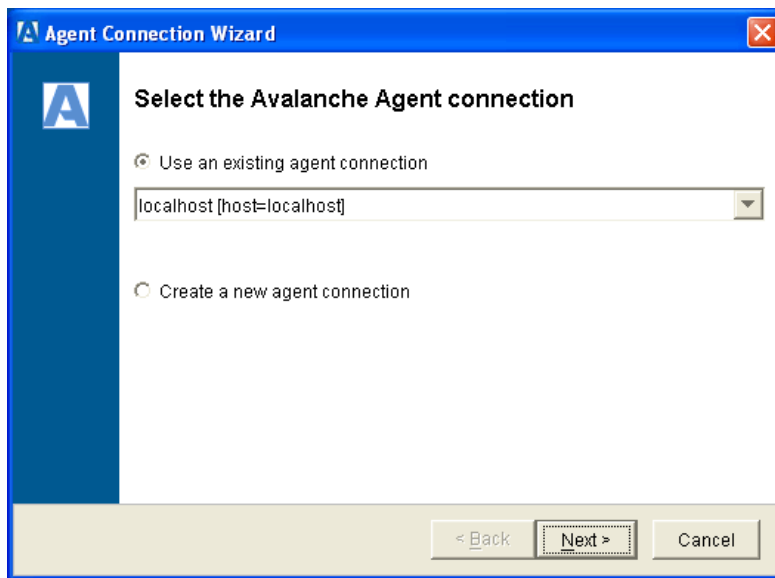 Agent Connection Wizard
A
Select the Avalanche Agent connection
Use an existing agent connection
localhost [host=localhost]
Create a new agent connection
< Back Next > Cancel